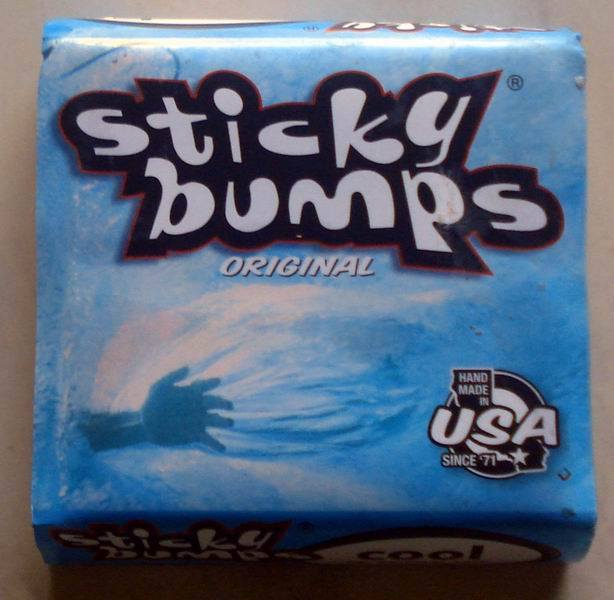 sticky
bumps
®
ORIGINAL
HAND
MADE
IN
USA
SINCE '71
sticky
bumps
cool